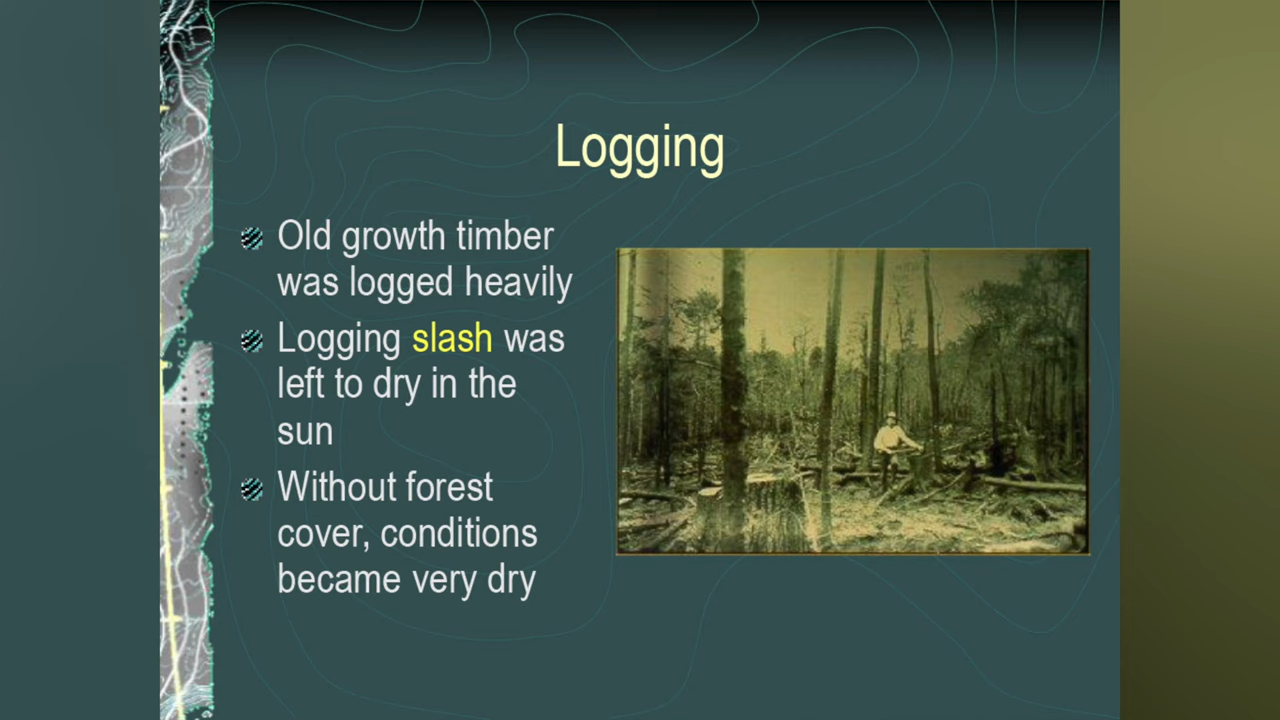 Logging
Old growth timber
was logged heavily
Logging slash was
left to dry in the
sun
Without forest
cover, conditions
became very dry